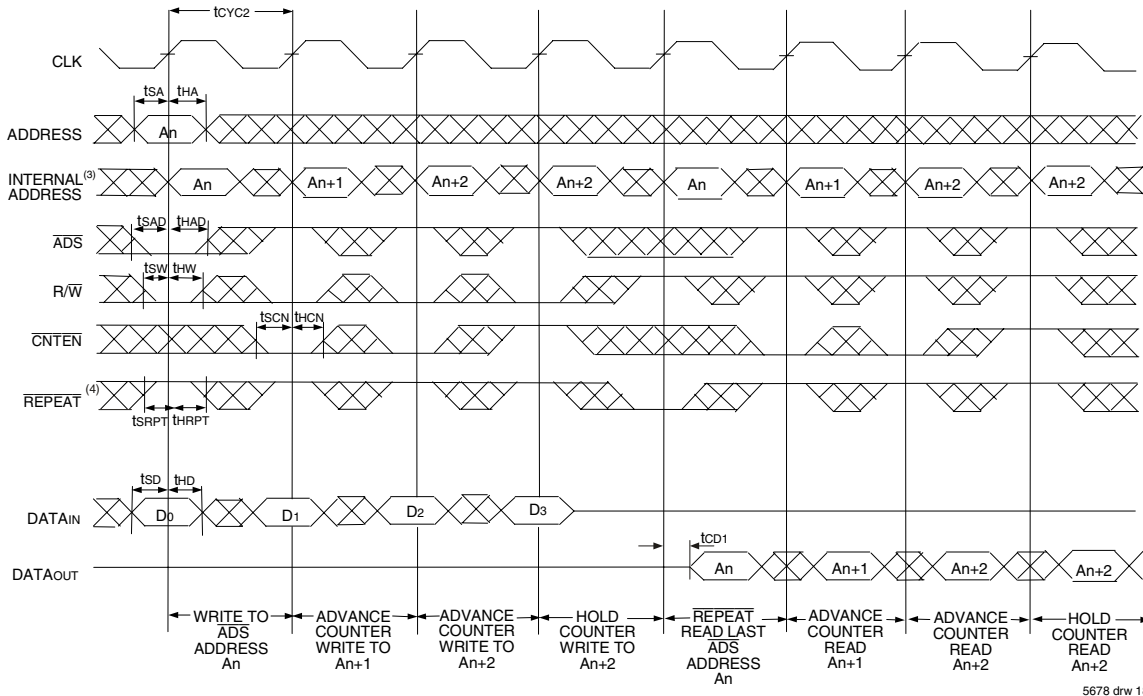 tCYC2
CLK
tSA tHA
ADDRESS An
INTERNAL(3) ADDRESS An An+1 An+2 An+2 An An+1 An+2 An+2
tSAD tHAD
ADS
tSW tHW
R/W
tSCN tHCN
CNTEN
REPEAT (4)
tSRPT tHRPT
tSD tHD
DATAIN D0 D1 D2 D3
tCD1
DATAOUT An An+1 An+2 An+2
WRITE TO ADS ADDRESS An
ADVANCE COUNTER WRITE TO An+1
ADVANCE COUNTER WRITE TO An+2
HOLD COUNTER WRITE TO An+2
REPEAT READ LAST ADS ADDRESS An
ADVANCE COUNTER READ An+1
ADVANCE COUNTER READ An+2
HOLD COUNTER READ An+2
5678 drw 1